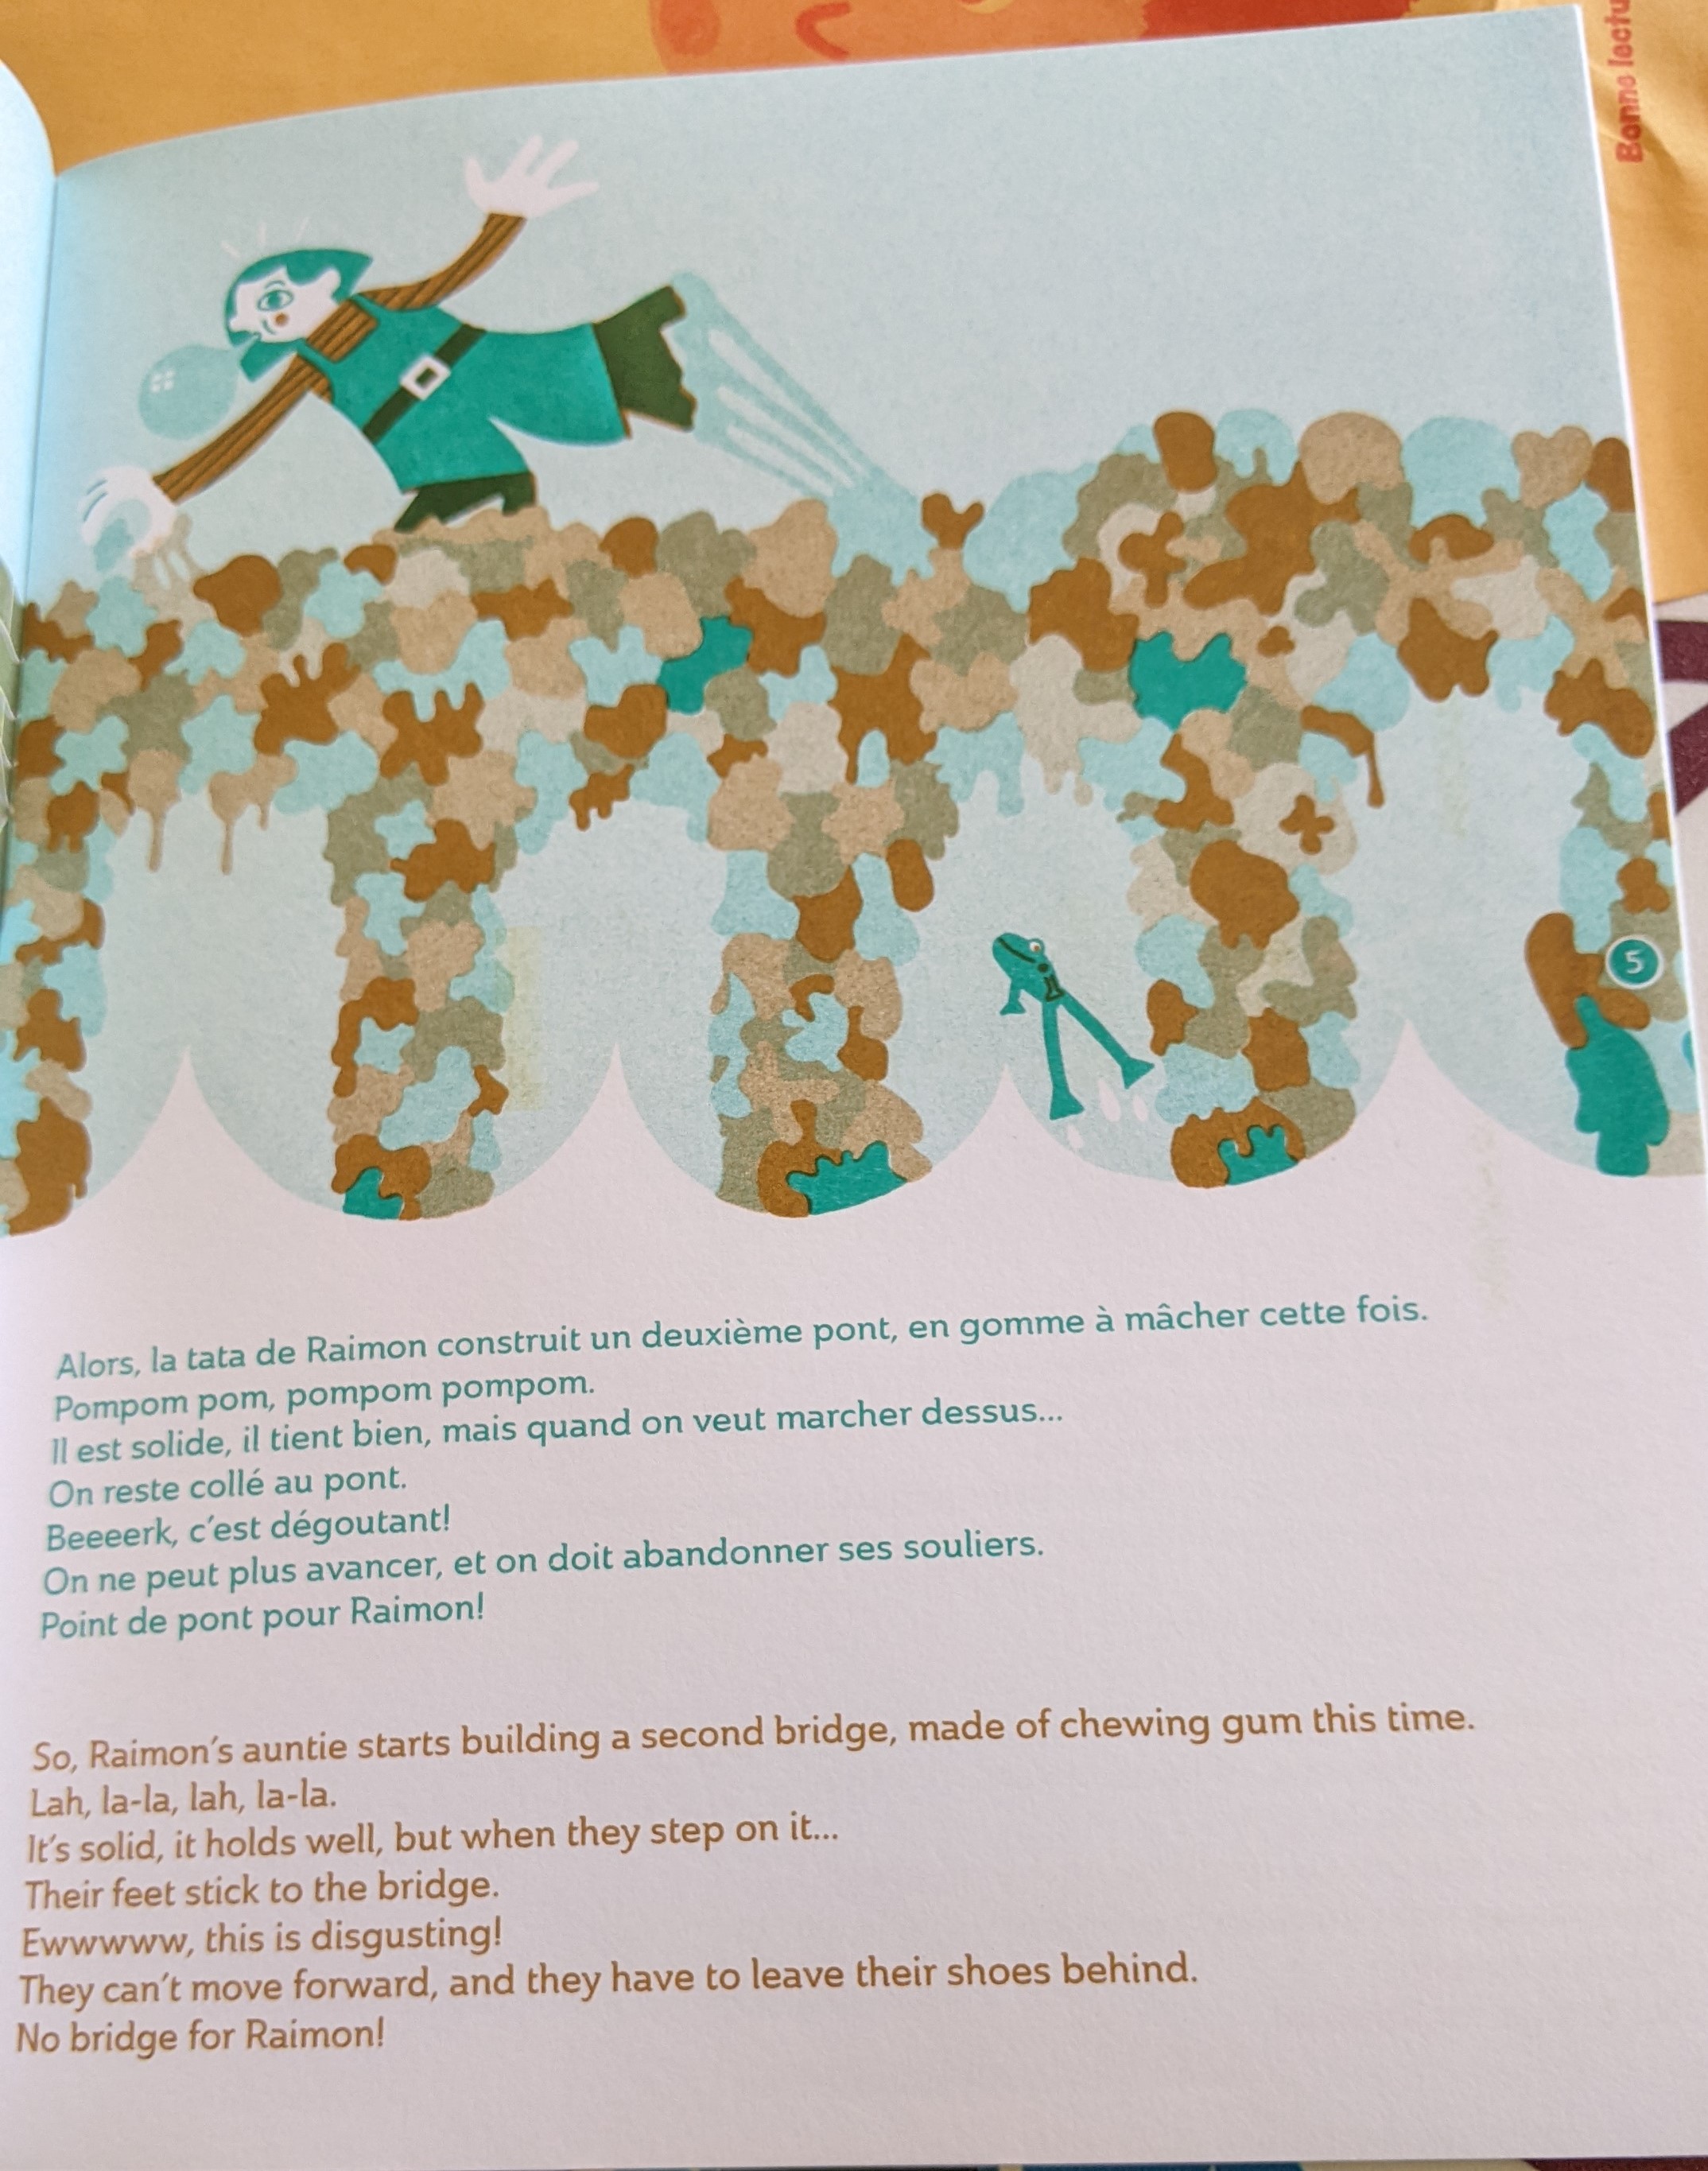 Bonne lectu
5
Alors, la tata de Raimon construit un deuxième pont, en gomme à mâcher cette fois.
Pompom pom, pompom pompom.
Il est solide, il tient bien, mais quand on veut marcher dessus...
On reste collé au pont.
Beeeerk, c'est dégoutant!
On ne peut plus avancer, et on doit abandonner ses souliers.
Point de pont pour Raimon!
So, Raimon's auntie starts building a second bridge, made of chewing gum this time.
Lah, la-la, lah, la-la.
It's solid, it holds well, but when they step on it...
Their feet stick to the bridge.
Ewwwww, this is disgusting!
They can't move forward, and they have to leave their shoes behind.
No bridge for Raimon!